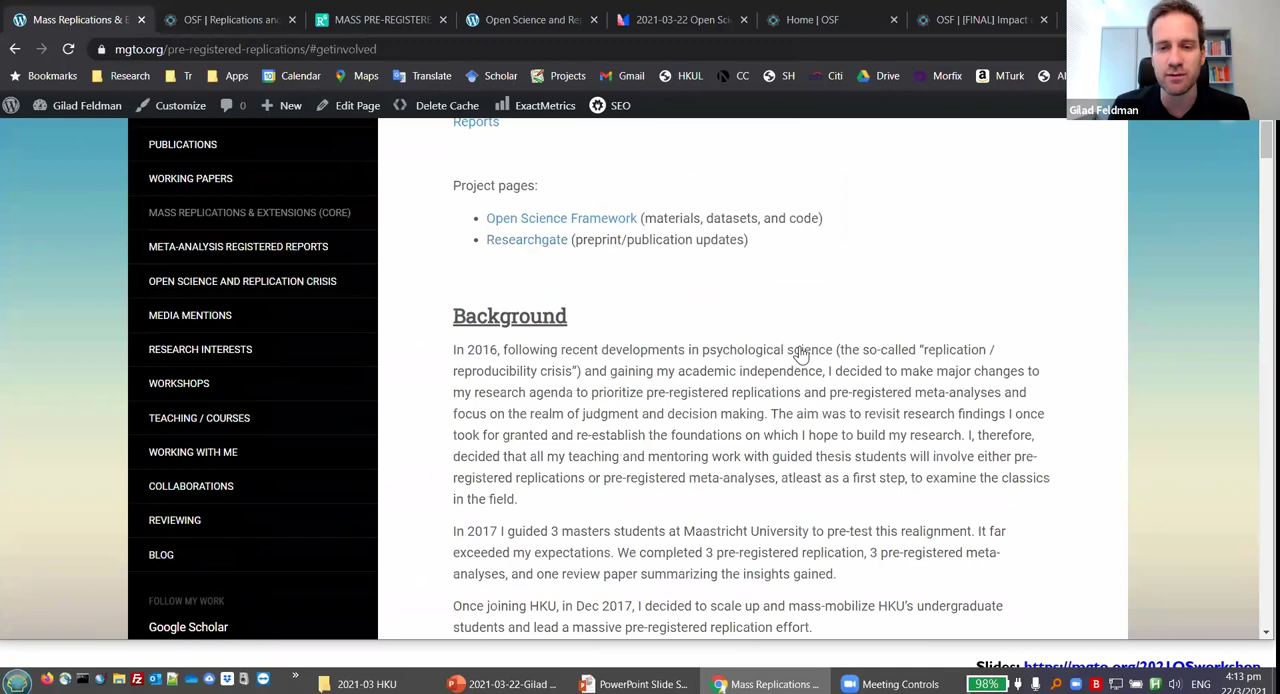 Mass Replications & E
OSF | Replications an
MASS PRE-REGISTERE
Open Science and Rep
2021-03-22 Open Sci
Home | OSF
OSF | [FINAL] Impact
mgto.org/pre-registered-replications/#getinvolved
Bookmarks
Research
Tr
Apps
Calendar
Maps
Translate
Scholar
Projects
Gmail
HKUL
CC
SH
Citi
Drive
Morfix
MTurk
Gilad Feldman
Gilad Feldman
Customize
0
New
Edit Page
Delete Cache
ExactMetrics
SEO
PUBLICATIONS
WORKING PAPERS
MASS REPLICATIONS & EXTENSIONS (CORE)
META-ANALYSIS REGISTERED REPORTS
OPEN SCIENCE AND REPLICATION CRISIS
MEDIA MENTIONS
RESEARCH INTERESTS
WORKSHOPS
TEACHING / COURSES
WORKING WITH ME
COLLABORATIONS
REVIEWING
BLOG
FOLLOW MY WORK
Google Scholar
Reports
Project pages:
Open Science Framework (materials, datasets, and code)
Researchgate (preprint/publication updates)
Background
In 2016, following recent developments in psychological science (the so-called “replication /
reproducibility crisis”) and gaining my academic independence, I decided to make major changes to
my research agenda to prioritize pre-registered replications and pre-registered meta-analyses and
focus on the realm of judgment and decision making. The aim was to revisit research findings I once
took for granted and re-establish the foundations on which I hope to build my research. I, therefore,
decided that all my teaching and mentoring work with guided thesis students will involve either pre-
registered replications or pre-registered meta-analyses, atleast as a first step, to examine the classics
in the field.
In 2017 I guided 3 masters students at Maastricht University to pre-test this realignment. It far
exceeded my expectations. We completed 3 pre-registered replication, 3 pre-registered meta-
analyses, and one review paper summarizing the insights gained.
Once joining HKU, in Dec 2017, I decided to scale up and mass-mobilize HKU’s undergraduate
students and lead a massive pre-registered replication effort.
Slides: https://mgto.org/2021OSworkshop
2021-03 HKU
2021-03-22-Gilad ...
PowerPoint Slide S...
Mass Replications ...
Meeting Controls
98%
ENG
4:13 pm
22/03/2021